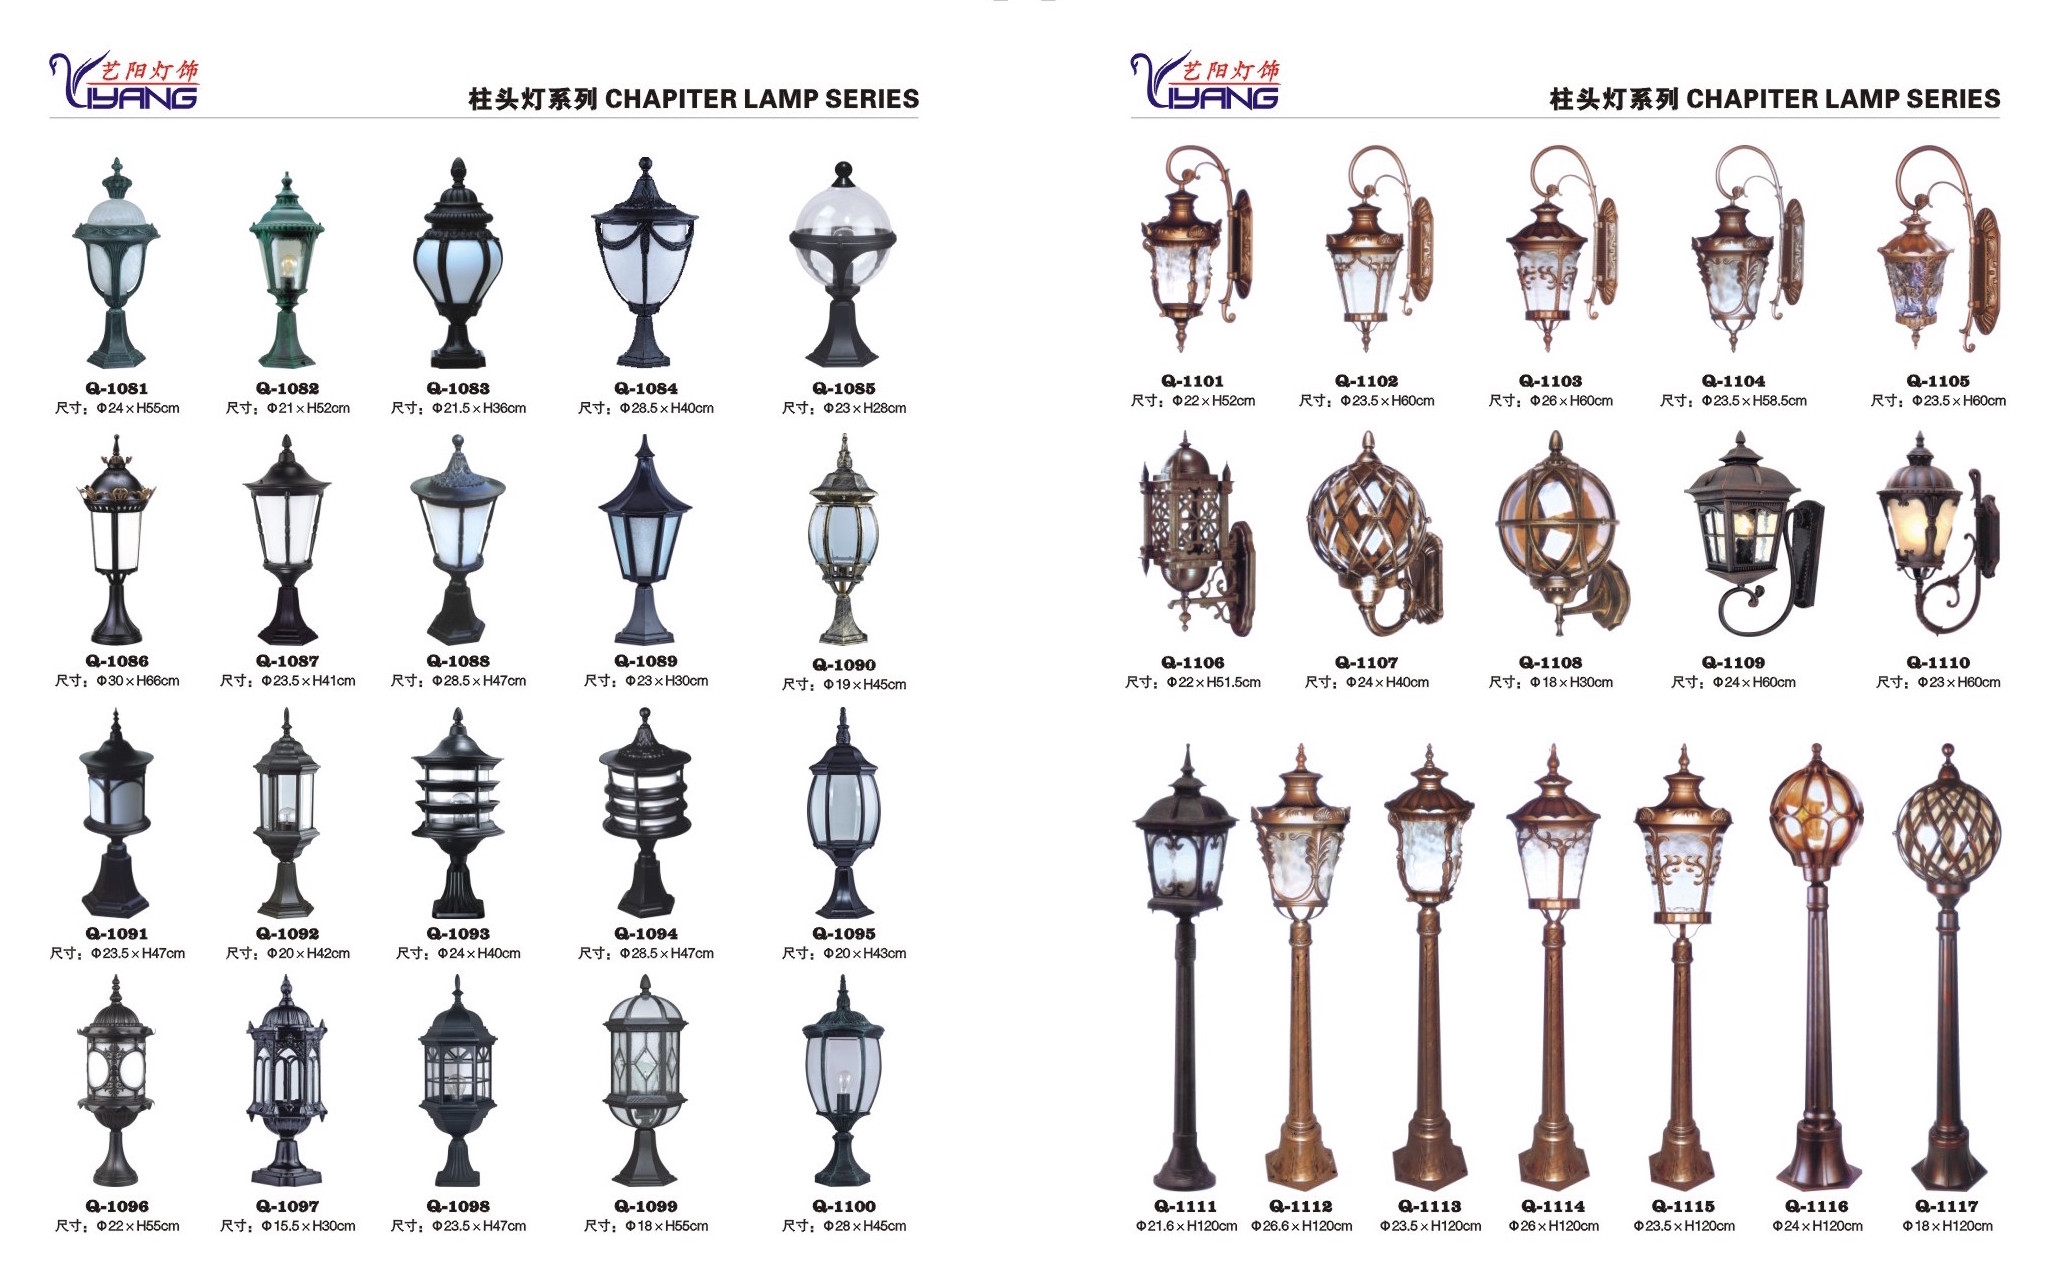 艺阳灯饰
YIYANG
柱头灯系列 CHAPITER LAMP SERIES
Q-1081 Q-1082 Q-1083 Q-1084 Q-1085
尺寸：Φ24×H55cm 尺寸：Φ21×H52cm 尺寸：Φ21.5×H36cm 尺寸：Φ28.5×H40cm 尺寸：Φ23×H28cm
Q-1086 Q-1087 Q-1088 Q-1089 Q-1090
尺寸：Φ30×H66cm 尺寸：Φ23.5×H41cm 尺寸：Φ28.5×H47cm 尺寸：Φ23×H30cm 尺寸：Φ19×H45cm
Q-1091 Q-1092 Q-1093 Q-1094 Q-1095
尺寸：Φ23.5×H47cm 尺寸：Φ20×H42cm 尺寸：Φ24×H40cm 尺寸：Φ28.5×H47cm 尺寸：Φ20×H43cm
Q-1096 Q-1097 Q-1098 Q-1099 Q-1100
尺寸：Φ22×H55cm 尺寸：Φ15.5×H30cm 尺寸：Φ23.5×H47cm 尺寸：Φ18×H55cm 尺寸：Φ28×H45cm
艺阳灯饰
YIYANG
柱头灯系列 CHAPITER LAMP SERIES
Q-1101 Q-1102 Q-1103 Q-1104 Q-1105
尺寸：Φ22×H52cm 尺寸：Φ23.5×H60cm 尺寸：Φ26×H60cm 尺寸：Φ23.5×H58.5cm 尺寸：Φ23.5×H60cm
Q-1106 Q-1107 Q-1108 Q-1109 Q-1110
尺寸：Φ22×H51.5cm 尺寸：Φ24×H40cm 尺寸：Φ18×H30cm 尺寸：Φ24×H60cm 尺寸：Φ23×H60cm
Q-1111 Q-1112 Q-1113 Q-1114 Q-1115 Q-1116 Q-1117
Φ21.6×H120cm Φ26.6×H120cm Φ23.5×H120cm Φ26×H120cm Φ23.5×H120cm Φ24×H120cm Φ18×H120cm